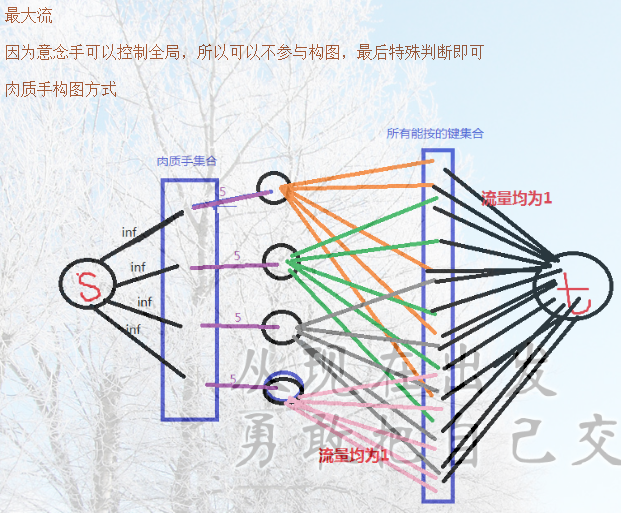 最大流
因为意念手可以控制全局，所以可以不参与构图，最后特殊判断即可
肉质手构图方式
所有能按的键集合
肉质手集合
流量均为1
5
inf
S
5
inf
t
inf
5
inf
5
从现在出发
勇敢把自己交
流量均为1